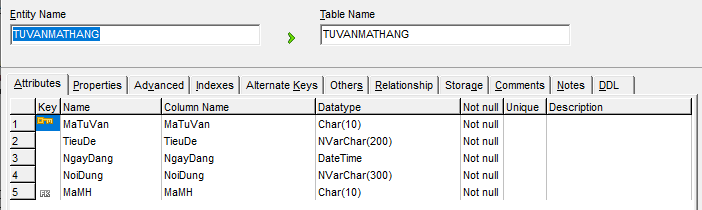 Entity Name Table Name
TUVANMATHANG TUVANMATHANG
Attributes Properties Advanced Indexes Alternate Keys Others Relationship Storage Comments Notes DDL
Key Name Column Name Datatype Not null Unique Description
1 MaTuVan MaTuVan Char(10) Not null
2 TieuDe TieuDe NVarChar(200) Not null
3 NgayDang NgayDang DateTime Not null
4 NoiDung NoiDung NVarChar(300) Not null
5 FK MaMH MaMH Char(10) Not null